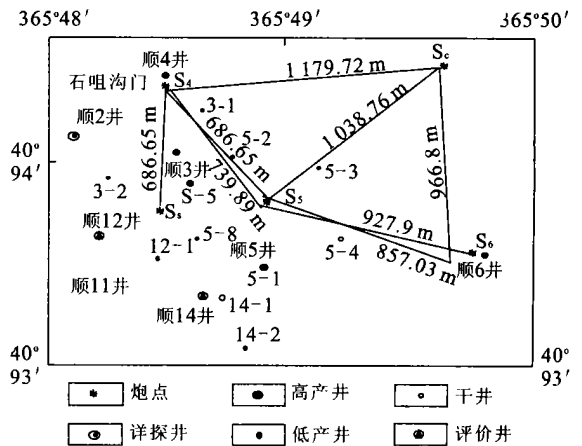 365°48′ 365°49′ 365°50′
顺4井
S₄
Sc
石咀沟门
1 179.72 m
顺2井
3-1
1 038.76 m
686.65 m
5-2
686.65 m
40°
94′
顺3井
739.89 m
5-3
966.8 m
3-2
S-5
S₅
S₅
顺12井
5-8
927.9 m
S₆
12-1
顺5井
5-4
857.03 m
顺6井
顺11井
5-1
顺14井
14-1
14-2
40°
93′
炮点 高产井 干井
详探井 低产井 评价井